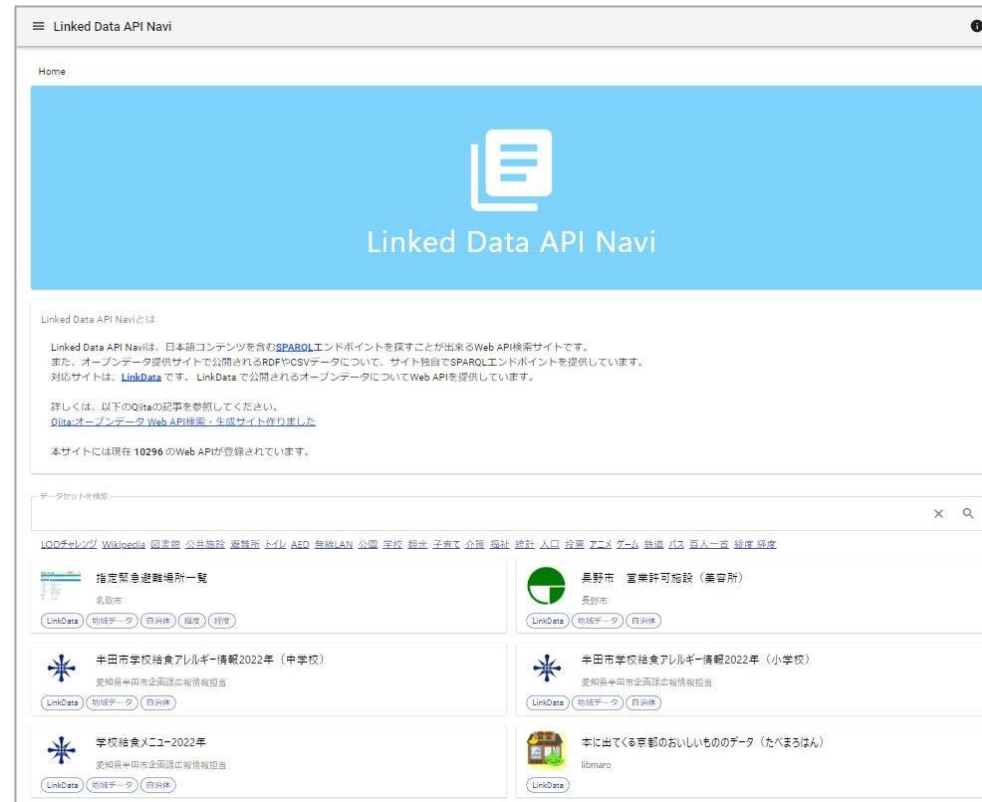 Linked Data API Navi
Home
Linked Data API Navi
Linked Data API Naviとは
Linked Data API Naviは、日本語コンテンツを含むSPARQLエンドポイントを探すことが出来るWeb API検索サイトです。
また、オープンデータ提供サイトで公開されるRDFやCSVデータについて、サイト独自でSPARQLエンドポイントを提供しています。
対応サイトは、LinkData です。 LinkData で公開されるオープンデータについてWeb APIを提供しています。
詳しくは、以下のQiitaの記事を参照してください。
Qiita:オープンデータ Web API検索・生成サイト作りました
本サイトには現在 10296 のWeb APIが登録されています。
データセットを検索
LODチャレンジ Wikipedia 図書館 公共施設 避難所 トイレ AED 無線LAN 公園 学校 観光 子育て 介護 福祉 統計 人口 投票 アニメ ゲーム 鉄道 バス 百人一首 緯度 経度
指定緊急避難場所一覧
名取市
LinkData 地域データ 自治体 緯度 経度
長野市 営業許可施設（美容所）
長野市
LinkData 地域データ 自治体
半田市学校給食アレルギー情報2022年（中学校）
愛知県半田市企画課広報情報担当
LinkData 地域データ 自治体
半田市学校給食アレルギー情報2022年（小学校）
愛知県半田市企画課広報情報担当
LinkData 地域データ 自治体
学校給食メニュー2022年
愛知県半田市企画課広報情報担当
LinkData 地域データ 自治体
本に出てくる京都のおいしいもののデータ（たべまろはん）
libmaro
LinkData